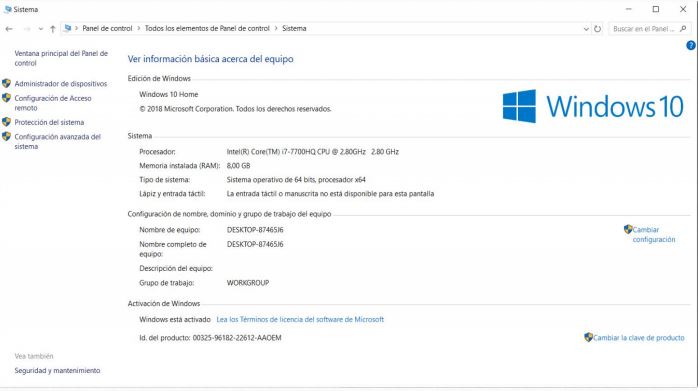 Sistema
Panel de control > Todos los elementos de Panel de control > Sistema
Buscar en el Panel ...
Ventana principal del Panel de
control
Administrador de dispositivos
Configuración de Acceso
remoto
Protección del sistema
Configuración avanzada del
sistema
Ver información básica acerca del equipo
Edición de Windows
Windows 10 Home
© 2018 Microsoft Corporation. Todos los derechos reservados.
Windows 10
Sistema
Procesador: Intel(R) Core(TM) i7-7700HQ CPU @ 2.80GHz 2.80 GHz
Memoria instalada (RAM): 8,00 GB
Tipo de sistema: Sistema operativo de 64 bits, procesador x64
Lápiz y entrada táctil: La entrada táctil o manuscrita no está disponible para esta pantalla
Configuración de nombre, dominio y grupo de trabajo del equipo
Nombre de equipo: DESKTOP-87465J6
Cambiar
configuración
Nombre completo de
equipo: DESKTOP-87465J6
Descripción del equipo:
Grupo de trabajo: WORKGROUP
Activación de Windows
Windows está activado Lea los Términos de licencia del software de Microsoft
Id. del producto: 00325-96182-22612-AAOEM
Cambiar la clave de producto
Vea también
Seguridad y mantenimiento